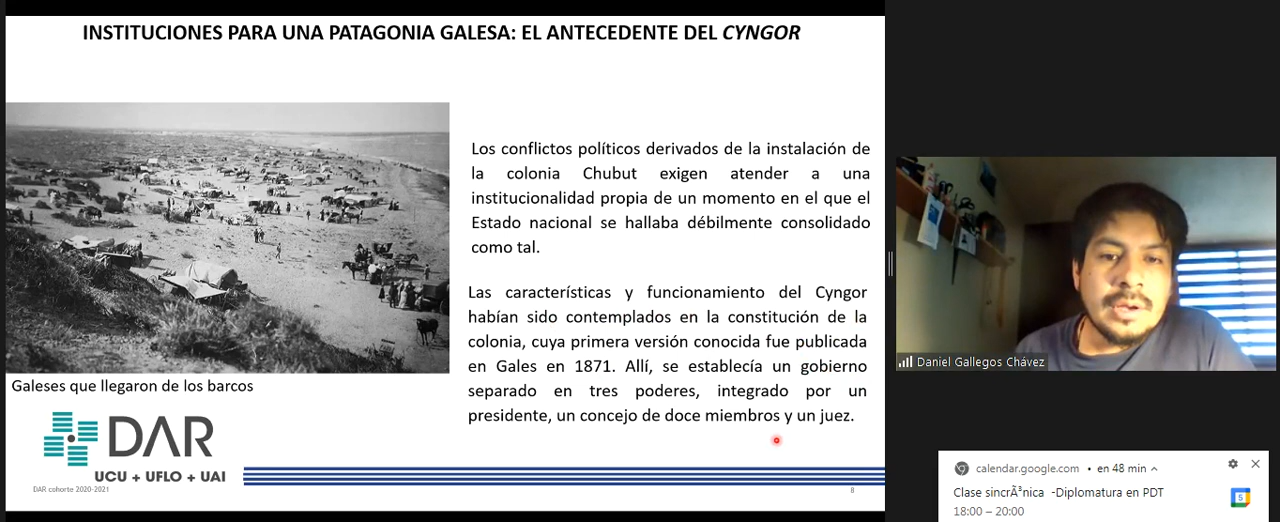 INSTITUCIONES PARA UNA PATAGONIA GALESA: EL ANTECEDENTE DEL CYNGOR
Los conflictos políticos derivados de la instalación de
la colonia Chubut exigen atender a una
institucionalidad propia de un momento en el que el
Estado nacional se hallaba débilmente consolidado
como tal.
Las características y funcionamiento del Cyngor
habían sido contemplados en la constitución de la
colonia, cuya primera versión conocida fue publicada
en Gales en 1871. Allí, se establecía un gobierno
separado en tres poderes, integrado por un
presidente, un concejo de doce miembros y un juez.
Galeses que llegaron de los barcos
DAR
UCU + UFLO + UAI
DAR cohorte 2020-2021
8
Daniel Gallegos Chávez
calendar.google.com • en 48 min
Clase sincrÃ³nica -Diplomatura en PDT
18:00 – 20:00